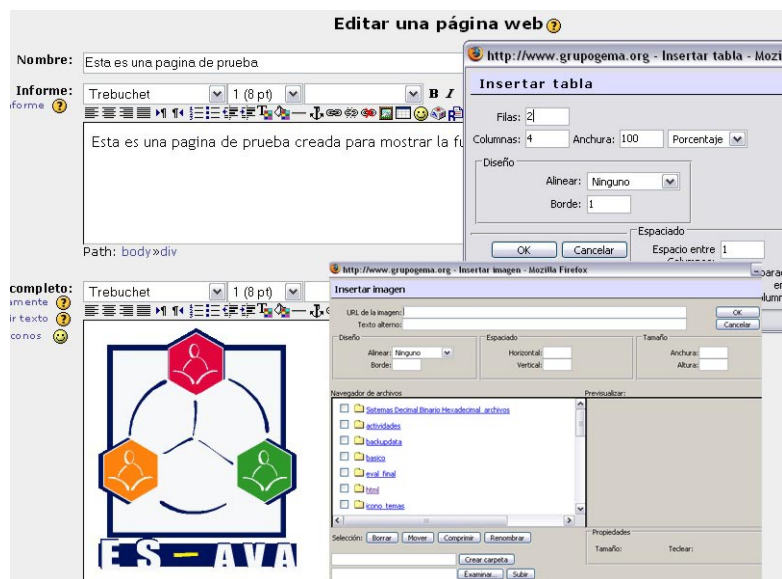 Editar una página web
Nombre: Esta es una pagina de prueba
Informe:
Trebuchet 1 (8 pt) B I
Esta es una pagina de prueba creada para mostrar la fu
Path: body»div
completo:
Trebuchet 1 (8 pt)
ir texto
conos
ES-AVA
http://www.grupogema.org - Insertar tabla - Mozi
Insertar tabla
Filas: 2
Columnas: 4 Anchura: 100 Porcentaje
Diseño
Alinear: Ninguno
Borde: 1
OK Cancelar
Espaciado
Espacio entre 1
http://www.grupogema.org - Insertar imagen - Mozilla Firefox
Insertar imagen
URL de la imagen: OK
Texto alterno: Cancelar
Diseño Espaciado Tamaño
Alinear: Ninguno Horizontal: Anchura:
Borde: Vertical: Altura:
Navegador de archivos Previsualizar:
Sistemas Decimal Binario Hexadecimal_archivos
actividades
backupdata
basico
eval_final
html
icono_temas
Selección: Borrar Mover Comprimir Renombrar
Propiedades
Tamaño: Teclear:
Crear carpeta
Examinar... Subir